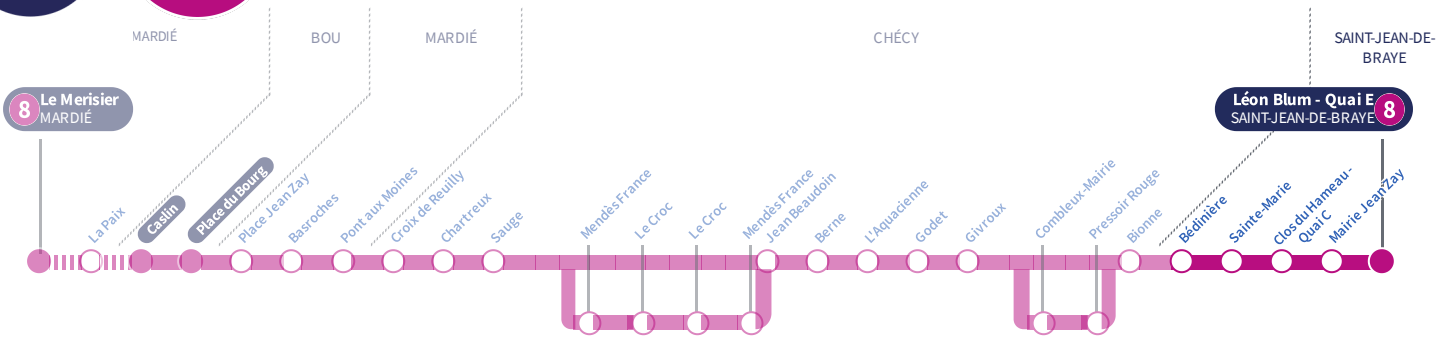 MARDIÉ
BOU
MARDIÉ
CHÉCY
SAINT-JEAN-DE-
BRAYE
8
Le Merisier
MARDIÉ
Léon Blum - Quai E
SAINT-JEAN-DE-BRAYE
8
La Paix
Caslin
Place du Bourg
Place Jean Zay
Basroches
Pont aux Moines
Croix de Reuilly
Chartreux
Sauge
Mendès France
Le Croc
Le Croc
Mendès France
Jean Beaudoin
Berne
L'Aquacienne
Godet
Givroux
Combleux-Mairie
Pressoir Rouge
Bionne
Bédinière
Sainte-Marie
Clos du Hameau-
Quai C
Mairie Jean Zay